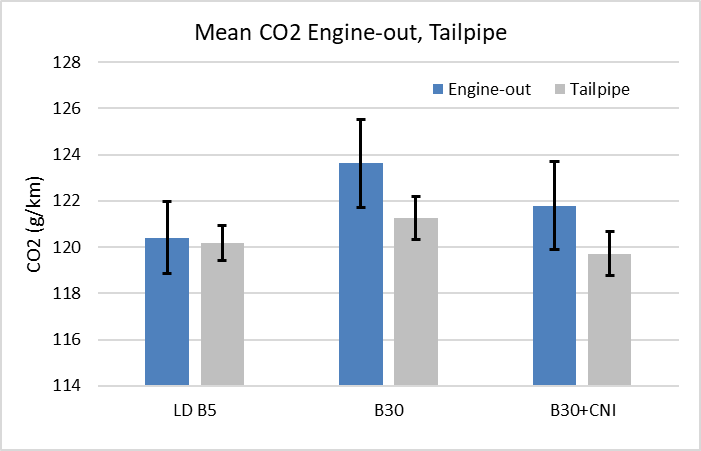 Mean CO2 Engine-out, Tailpipe
128
126
124
122
120
118
116
114
CO2 (g/km)
Engine-out Tailpipe
LD B5 B30 B30+CNI